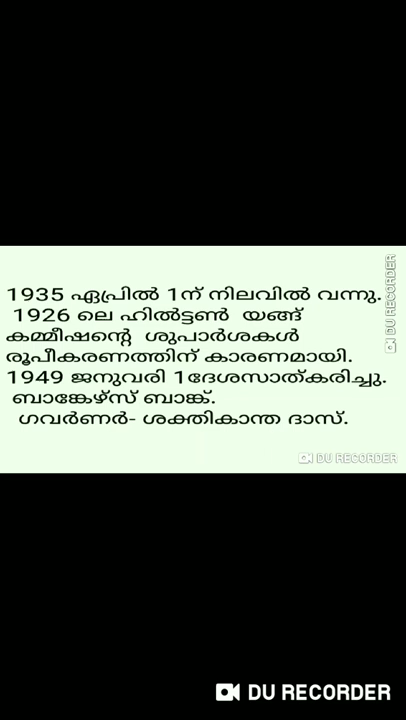 1935 ഏപ്രിൽ 1ന് നിലവിൽ വന്നു.
1926 ലെ ഹിൽട്ടൺ യങ്ങ്
കമ്മീഷന്റെ ശുപാർശകൾ
രൂപീകരണത്തിന് കാരണമായി.
1949 ജനുവരി 1ദേശസാത്കരിച്ചു.
ബാങ്കേഴ്സ് ബാങ്ക്.
ഗവർണർ- ശക്തികാന്ത ദാസ്.
DU RECORDER
DU RECORDER
DU RECORDER